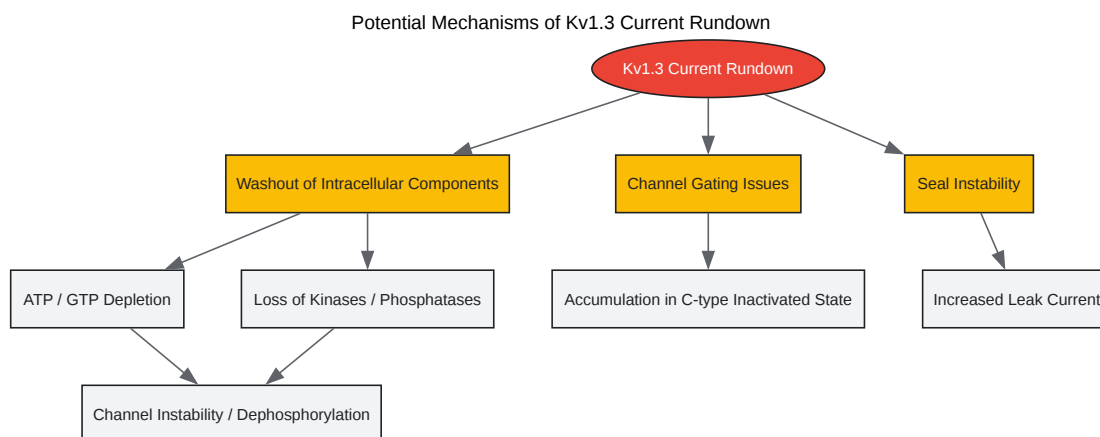 Potential Mechanisms of Kv1.3 Current Rundown
Kv1.3 Current Rundown
Washout of Intracellular Components
Channel Gating Issues
Seal Instability
ATP / GTP Depletion
Loss of Kinases / Phosphatases
Accumulation in C-type Inactivated State
Increased Leak Current
Channel Instability / Dephosphorylation